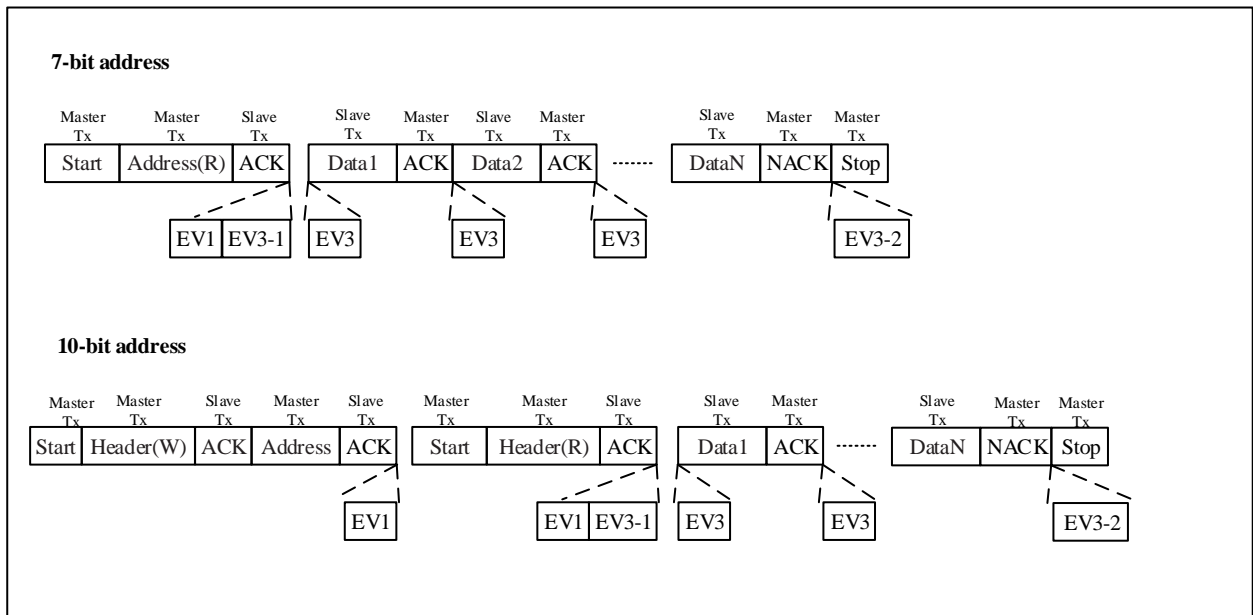 7-bit address
Master Tx Master Tx Slave Tx Slave Tx Master Tx Slave Tx Master Tx Slave Tx Master Tx Master Tx
Start Address(R) ACK Data1 ACK Data2 ACK ........ DataN NACK Stop
EV1 EV3-1 EV3 EV3 EV3 EV3-2
10-bit address
Master Tx Master Tx Slave Tx Master Tx Slave Tx Master Tx Master Tx Slave Tx Slave Tx Master Tx Slave Tx Master Tx Master Tx
Start Header(W) ACK Address ACK Start Header(R) ACK Data1 ACK ........ DataN NACK Stop
EV1 EV1 EV3-1 EV3 EV3 EV3-2